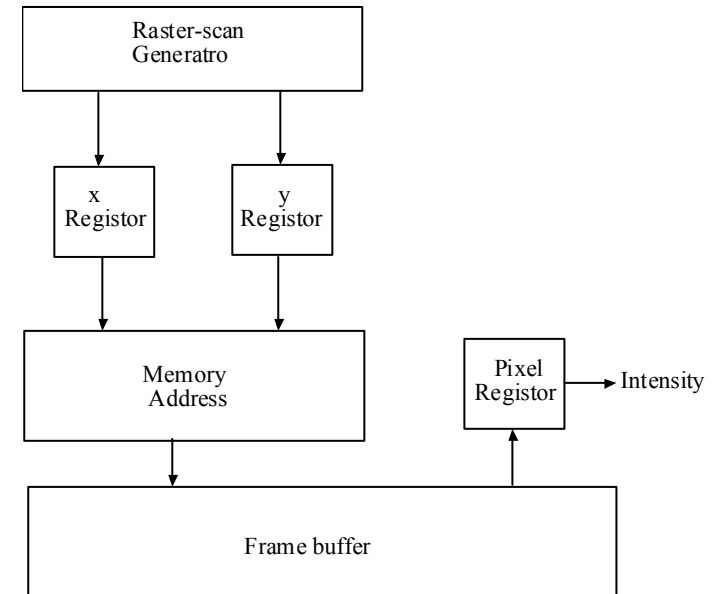 Raster-scan
Generatro
x
Registor
y
Registor
Memory
Address
Pixel
Registor
Intensity
Frame buffer